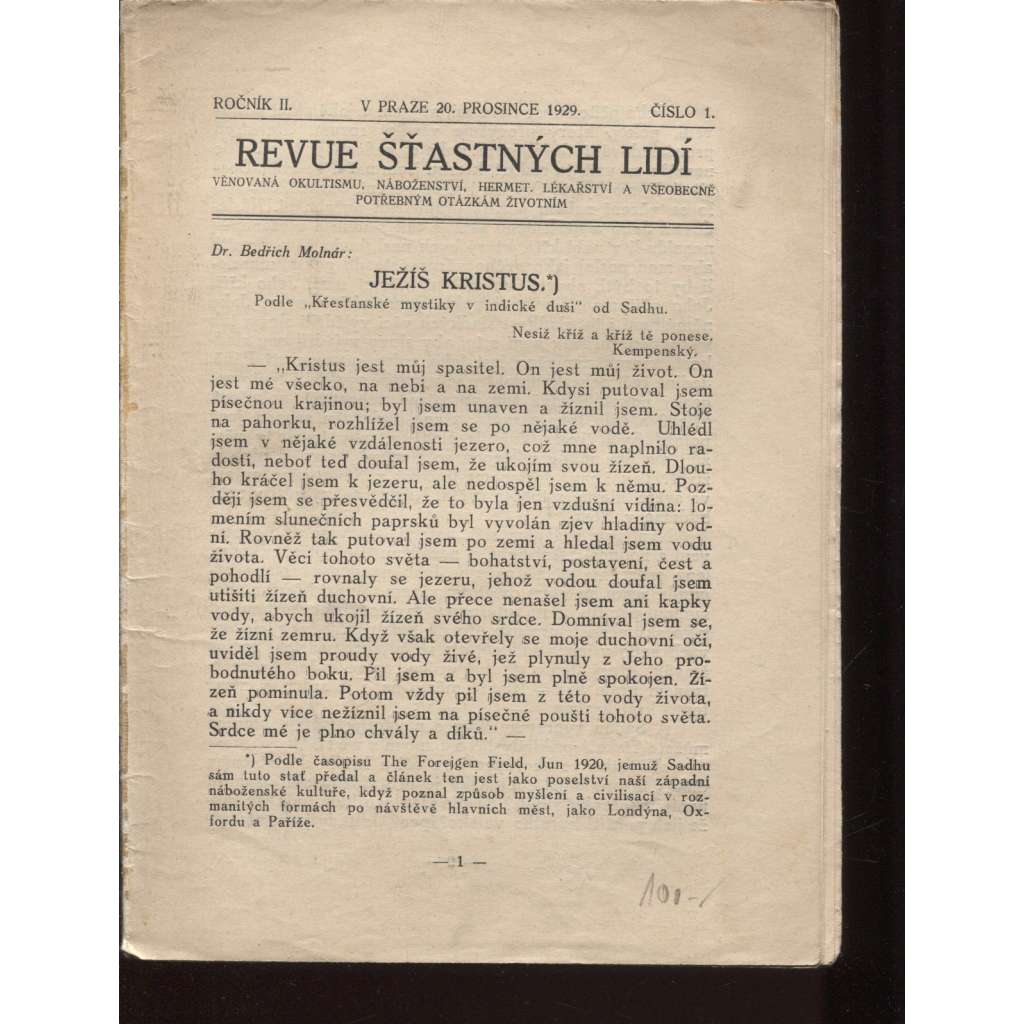 ROČNÍK II. V PRAZE 20. PROSINCE 1929. ČÍSLO 1.
REVUE ŠŤASTNÝCH LIDÍ
VĚNOVANÁ OKULTISMU, NÁBOŽENSTVÍ, HERMET. LÉKAŘSTVÍ A VŠEOBECNĚ
POTŘEBNÝM OTÁZKÁM ŽIVOTNÍM
Dr. Bedřich Molnár:
JEŽÍŠ KRISTUS.*)
Podle „Křesťanské mystiky v indické duši" od Sadhu.
Nesiž kříž a kříž tě ponese.
Kempenský.
— „Kristus jest můj spasitel. On jest můj život. On
jest mé všecko, na nebi a na zemi. Kdysi putoval jsem
písečnou krajinou; byl jsem unaven a žíznil jsem. Stoje
na pahorku, rozhlížel jsem se po nějaké vodě. Uhlédl
jsem v nějaké vzdálenosti jezero, což mne naplnilo ra-
dostí, neboť teď doufal jsem, že ukojím svou žízeň. Dlou-
ho kráčel jsem k jezeru, ale nedospěl jsem k němu. Poz-
ději jsem se přesvědčil, že to byla jen vzdušní vidina: lo-
mením slunečních paprsků byl vyvolán zjev hladiny vod-
ní. Rovněž tak putoval jsem po zemi a hledal jsem vodu
života. Věci tohoto světa — bohatství, postavení, čest a
pohodlí — rovnaly se jezeru, jehož vodou doufal jsem
utišiti žízeň duchovní. Ale přece nenašel jsem ani kapky
vody, abych ukojil žízeň svého srdce. Domníval jsem se,
že žízní zemru. Když však otevřely se moje duchovní oči,
uviděl jsem proudy vody živé, jež plynuly z Jeho pro-
bodnutého boku. Pil jsem a byl jsem plně spokojen. Ží-
zeň pominula. Potom vždy pil jsem z této vody života,
a nikdy více nežíznil jsem na písečné poušti tohoto světa.
Srdce mé je plno chvály a díků." —
*) Podle časopisu The Forejgen Field, Jun 1920, jemuž Sadhu
sám tuto stať předal a článek ten jest jako poselství naší západní
náboženské kultuře, když poznal způsob myšlení a civilisaci v roz-
manitých formách po návštěvě hlavních měst, jako Londýna, Ox-
fordu a Paříže.
— 1 —
100-/